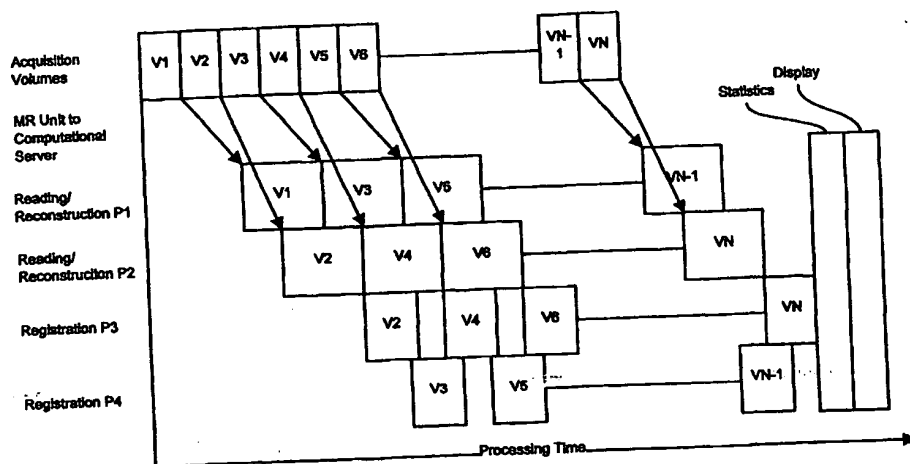 Display
Statistics
Acquisition
Volumes
V1 V2 V3 V4 V5 V6 VN-1 VN
MR Unit to
Computational
Server
Reading/
Reconstruction P1
V1 V3 V5 VN-1
Reading/
Reconstruction P2
V2 V4 V6 VN
Registration P3
V2 V4 V6 VN
Registration P4
V3 V5 VN-1
Processing Time